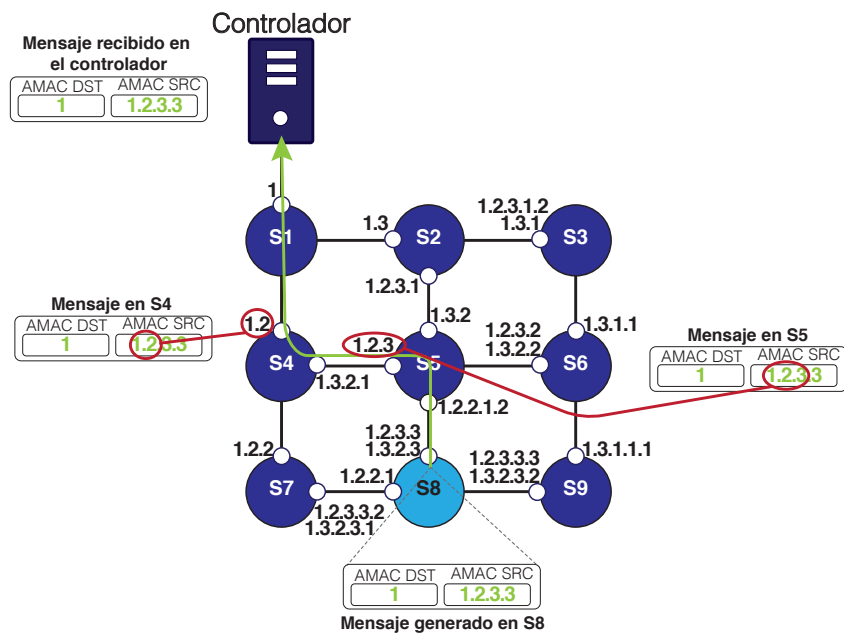 Controlador
Mensaje recibido en
el controlador
AMAC DST AMAC SRC
1 1.2.3.3
1
S1
1.3
S2
1.2.3.1.2
1.3.1
S3
1.2.3.1
Mensaje en S4
AMAC DST AMAC SRC
1 1.2.3.3
1.2
S4
1.3.2.1
1.2.3
1.3.2
S5
1.2.3.2
1.3.2.2
1.3.1.1
S6
Mensaje en S5
AMAC DST AMAC SRC
1 1.2.3.3
1.2.2.1.2
1.2.2
S7
1.2.3.3.2
1.3.2.3.1
1.2.3.3
1.3.2.3
1.2.2.1
S8
1.2.3.3.3
1.3.2.3.2
1.3.1.1.1
S9
AMAC DST AMAC SRC
1 1.2.3.3
Mensaje generado en S8